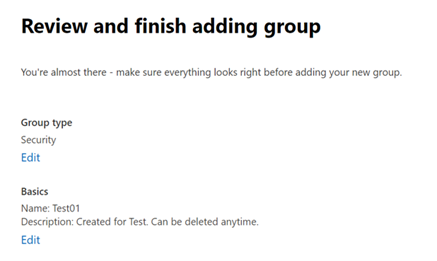 Review and finish adding group
You're almost there - make sure everything looks right before adding your new group.
Group type
Security
Edit
Basics
Name: Test01
Description: Created for Test. Can be deleted anytime.
Edit